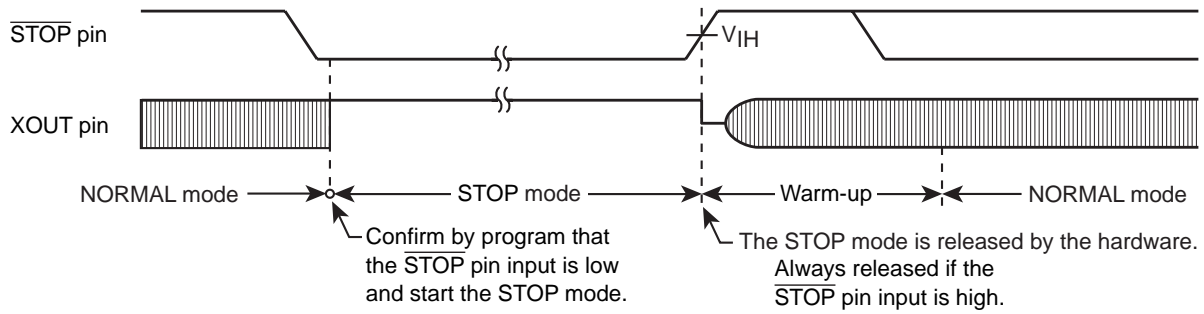 STOP pin
VIH
XOUT pin
NORMAL mode
STOP mode
Warm-up
NORMAL mode
Confirm by program that
the STOP pin input is low
and start the STOP mode.
The STOP mode is released by the hardware.
Always released if the
STOP pin input is high.